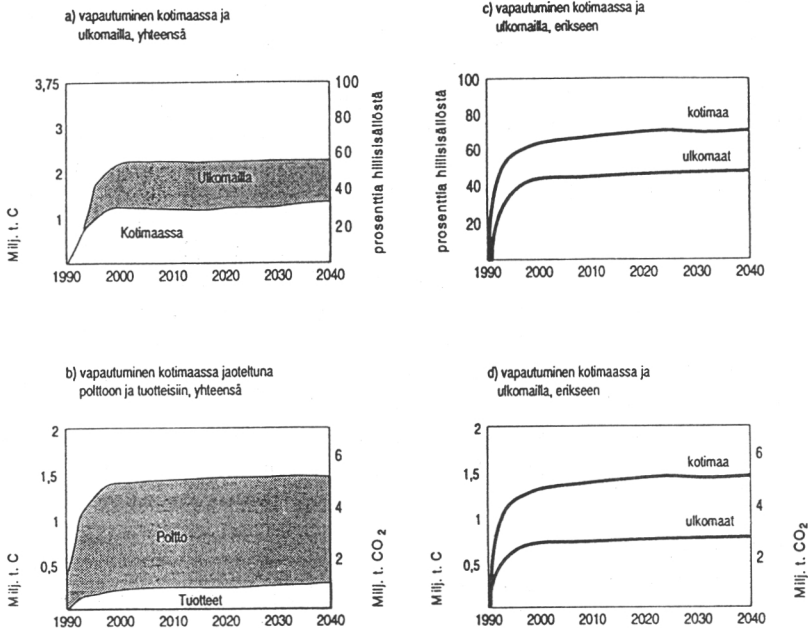 a) vapautuminen kotimaassa ja
ulkomailla, yhteensä
3,75
3
2
1
Milj. t. C
100
80
60
40
20
prosenttia hiilisisällöstä
Ulkomailla
Kotimaassa
1990 2000 2010 2020 2030 2040
c) vapautuminen kotimaassa ja
ulkomailla, erikseen
100
80
60
40
20
prosenttia hiilisisällöstä
kotimaa
ulkomaat
1990 2000 2010 2020 2030 2040
b) vapautuminen kotimaassa jaoteltuna
polttoon ja tuotteisiin, yhteensä
2
1,5
1
0,5
Milj. t. C
6
4
2
Milj. t. CO2
Poltto
Tuotteet
1990 2000 2010 2020 2030 2040
d) vapautuminen kotimaassa ja
ulkomailla, erikseen
2
1,5
1
0,5
Milj. t. C
6
4
2
Milj. t. CO2
kotimaa
ulkomaat
1990 2000 2010 2020 2030 2040